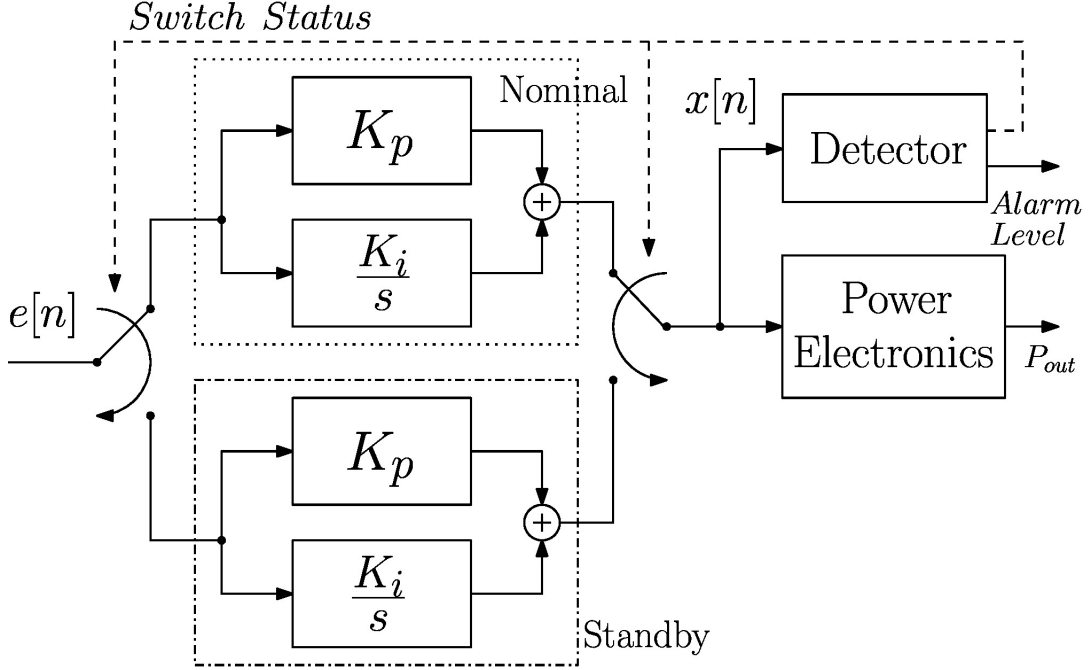 Switch Status
Nominal
K_p
K_i
s
+
x[n]
Detector
Alarm
Level
e[n]
Power
Electronics
P_out
K_p
K_i
s
+
Standby